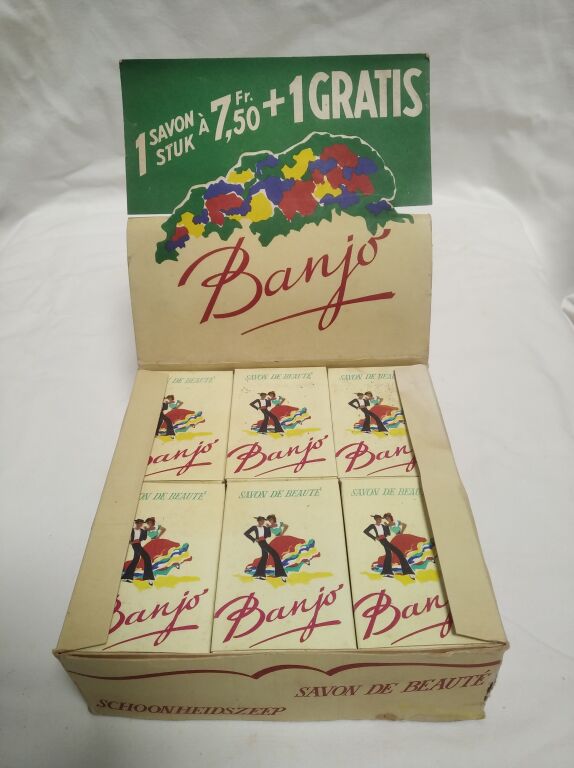 1 SAVON STUK À 7,50 Fr. + 1 GRATIS
Banjo
SAVON DE BEAUTÉ
SAVON DE BEAUTÉ
SAVON DE BEAUTÉ
Banjo
Banjo
Banjo
SAVON DE BEAUTÉ
SAVON DE BEAUTÉ
SAVON DE BEAUTÉ
Banjo
Banjo
Banjo
SCHOONHEIDSZEEP
SAVON DE BEAUTÉ